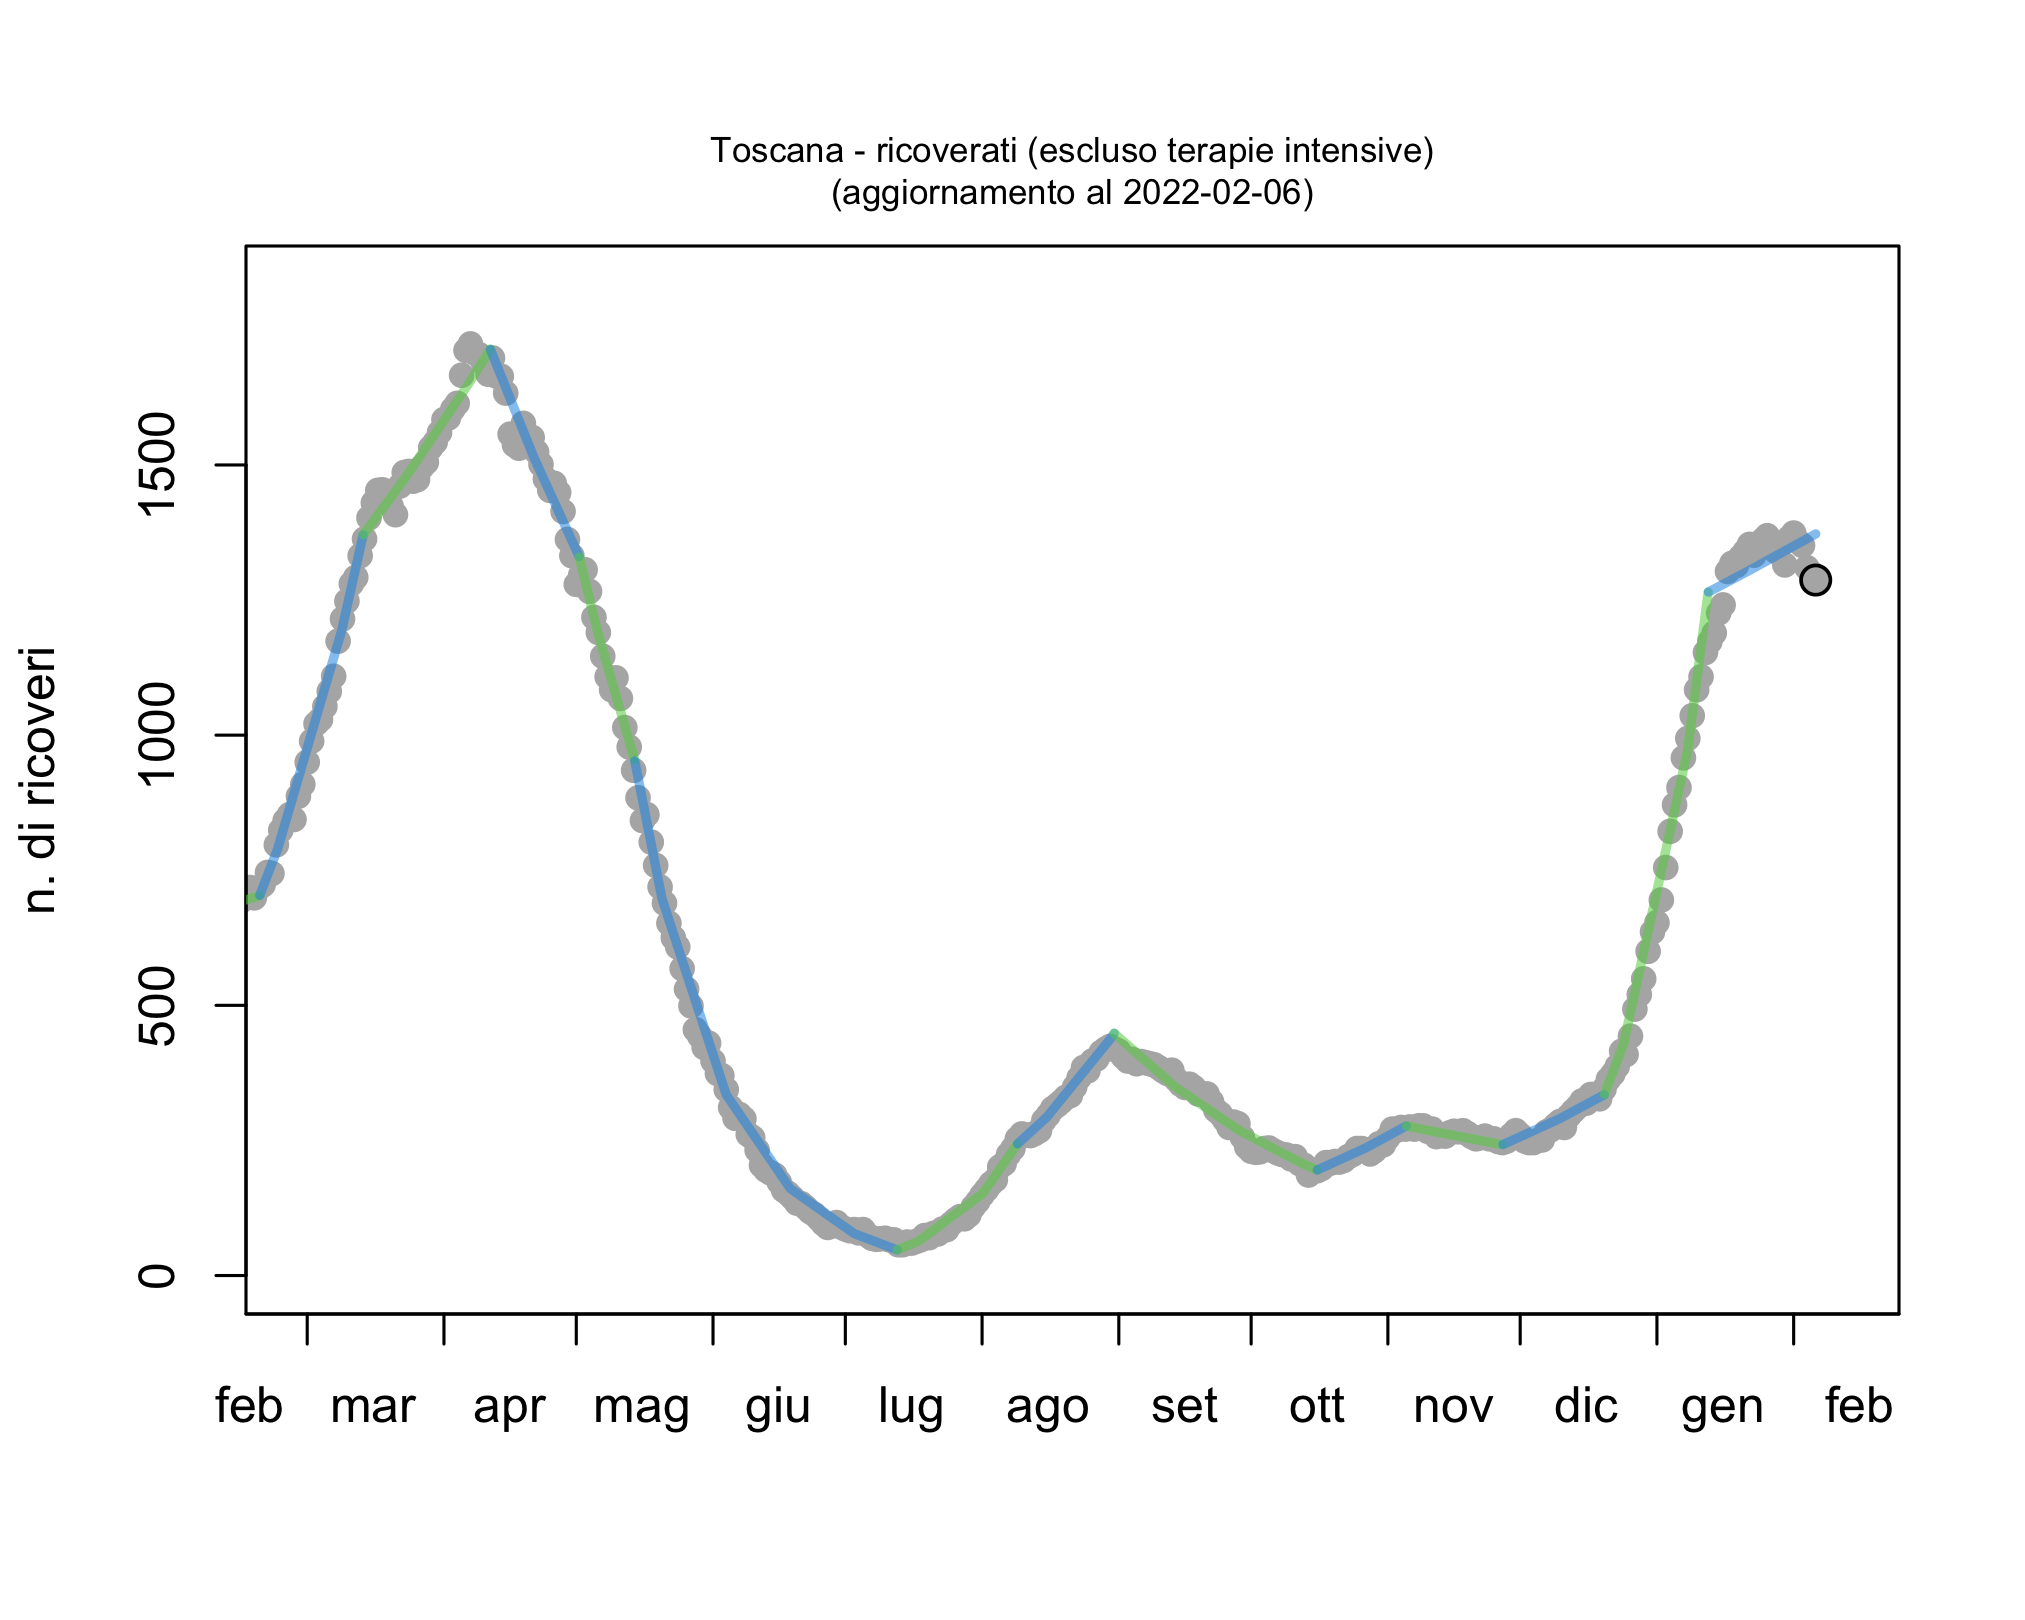 Toscana - ricoverati (escluso terapie intensive)
(aggiornamento al 2022-02-06)
n. di ricoveri
1500
1000
500
0
feb mar apr mag giu lug ago set ott nov dic gen feb